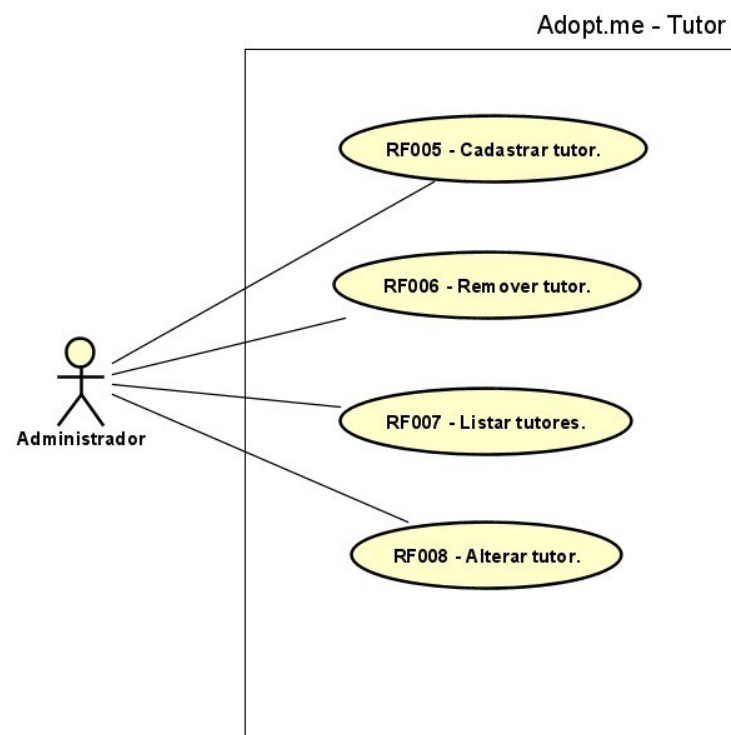 Adopt.me - Tutor
RF005 - Cadastrar tutor.
RF006 - Remover tutor.
Administrador
RF007 - Listar tutores.
RF008 - Alterar tutor.